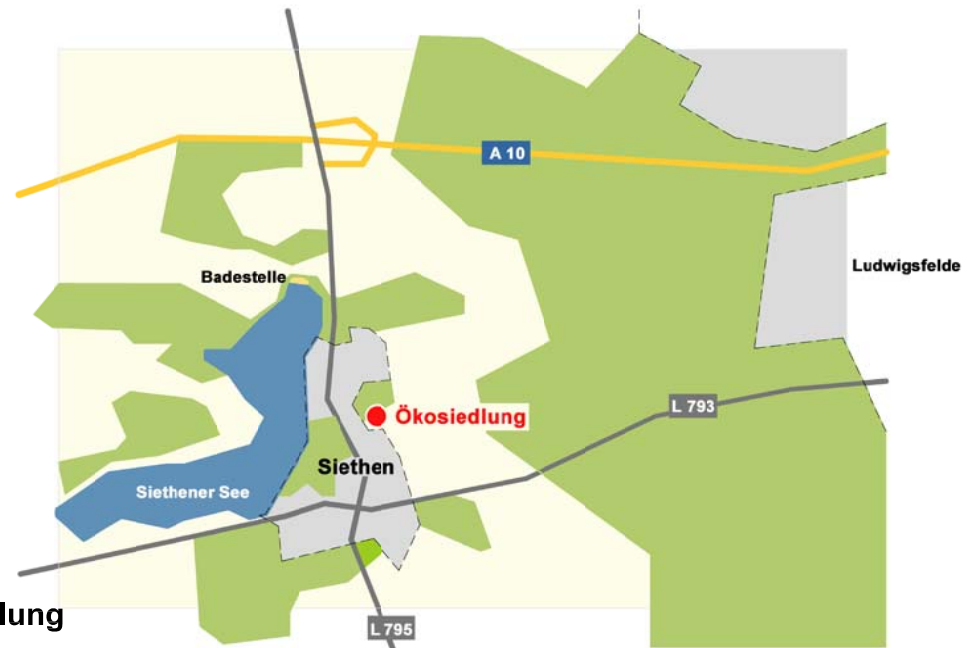 A 10
Badestelle
Ludwigsfelde
L 793
Ökosiedlung
Siethen
Siethener See
lung
L 795